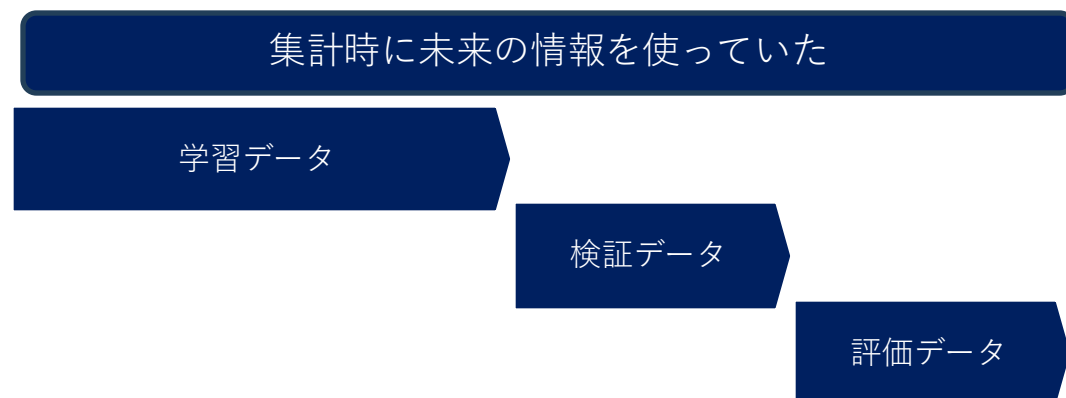 集計時に未来の情報を使っていた
学習データ
検証データ
評価データ